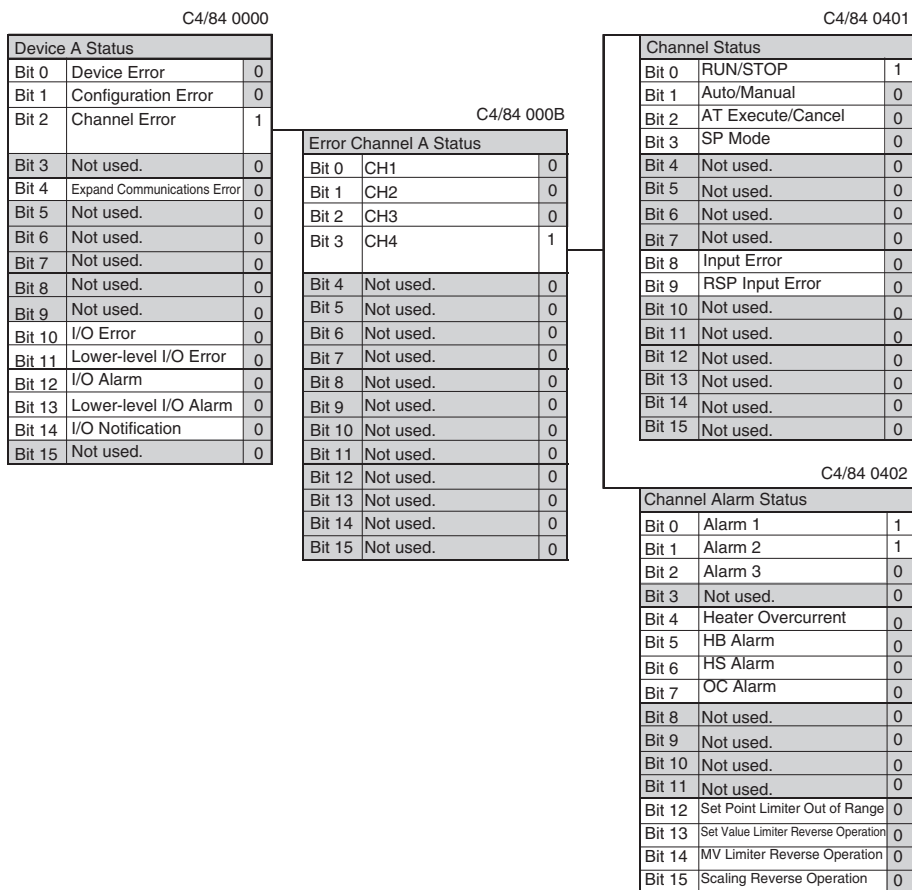 C4/84 0000
Device A Status
Bit 0 Device Error 0
Bit 1 Configuration Error 0
Bit 2 Channel Error 1
Bit 3 Not used. 0
Bit 4 Expand Communications Error 0
Bit 5 Not used. 0
Bit 6 Not used. 0
Bit 7 Not used. 0
Bit 8 Not used. 0
Bit 9 Not used. 0
Bit 10 I/O Error 0
Bit 11 Lower-level I/O Error 0
Bit 12 I/O Alarm 0
Bit 13 Lower-level I/O Alarm 0
Bit 14 I/O Notification 0
Bit 15 Not used. 0
C4/84 000B
Error Channel A Status
Bit 0 CH1 0
Bit 1 CH2 0
Bit 2 CH3 0
Bit 3 CH4 1
Bit 4 Not used. 0
Bit 5 Not used. 0
Bit 6 Not used. 0
Bit 7 Not used. 0
Bit 8 Not used. 0
Bit 9 Not used. 0
Bit 10 Not used. 0
Bit 11 Not used. 0
Bit 12 Not used. 0
Bit 13 Not used. 0
Bit 14 Not used. 0
Bit 15 Not used. 0
C4/84 0401
Channel Status
Bit 0 RUN/STOP 1
Bit 1 Auto/Manual 0
Bit 2 AT Execute/Cancel 0
Bit 3 SP Mode 0
Bit 4 Not used. 0
Bit 5 Not used. 0
Bit 6 Not used. 0
Bit 7 Not used. 0
Bit 8 Input Error 0
Bit 9 RSP Input Error 0
Bit 10 Not used. 0
Bit 11 Not used. 0
Bit 12 Not used. 0
Bit 13 Not used. 0
Bit 14 Not used. 0
Bit 15 Not used. 0
C4/84 0402
Channel Alarm Status
Bit 0 Alarm 1 1
Bit 1 Alarm 2 1
Bit 2 Alarm 3 0
Bit 3 Not used. 0
Bit 4 Heater Overcurrent 0
Bit 5 HB Alarm 0
Bit 6 HS Alarm 0
Bit 7 OC Alarm 0
Bit 8 Not used. 0
Bit 9 Not used. 0
Bit 10 Not used. 0
Bit 11 Not used. 0
Bit 12 Set Point Limiter Out of Range 0
Bit 13 Set Value Limiter Reverse Operation 0
Bit 14 MV Limiter Reverse Operation 0
Bit 15 Scaling Reverse Operation 0